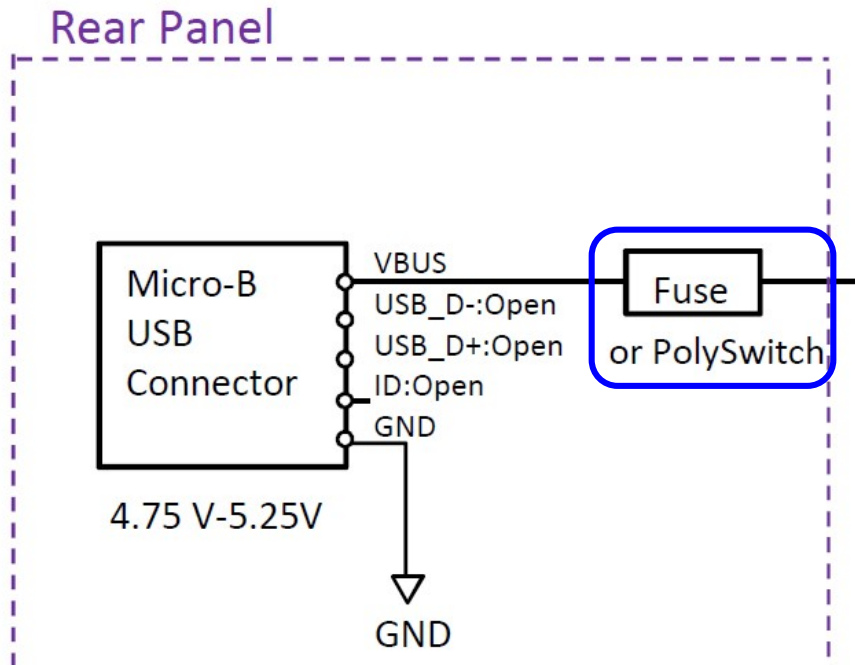 Rear Panel
Micro-B
USB
Connector
VBUS
USB_D-:Open
USB_D+:Open
ID:Open
GND
Fuse
or PolySwitch
4.75 V-5.25V
GND